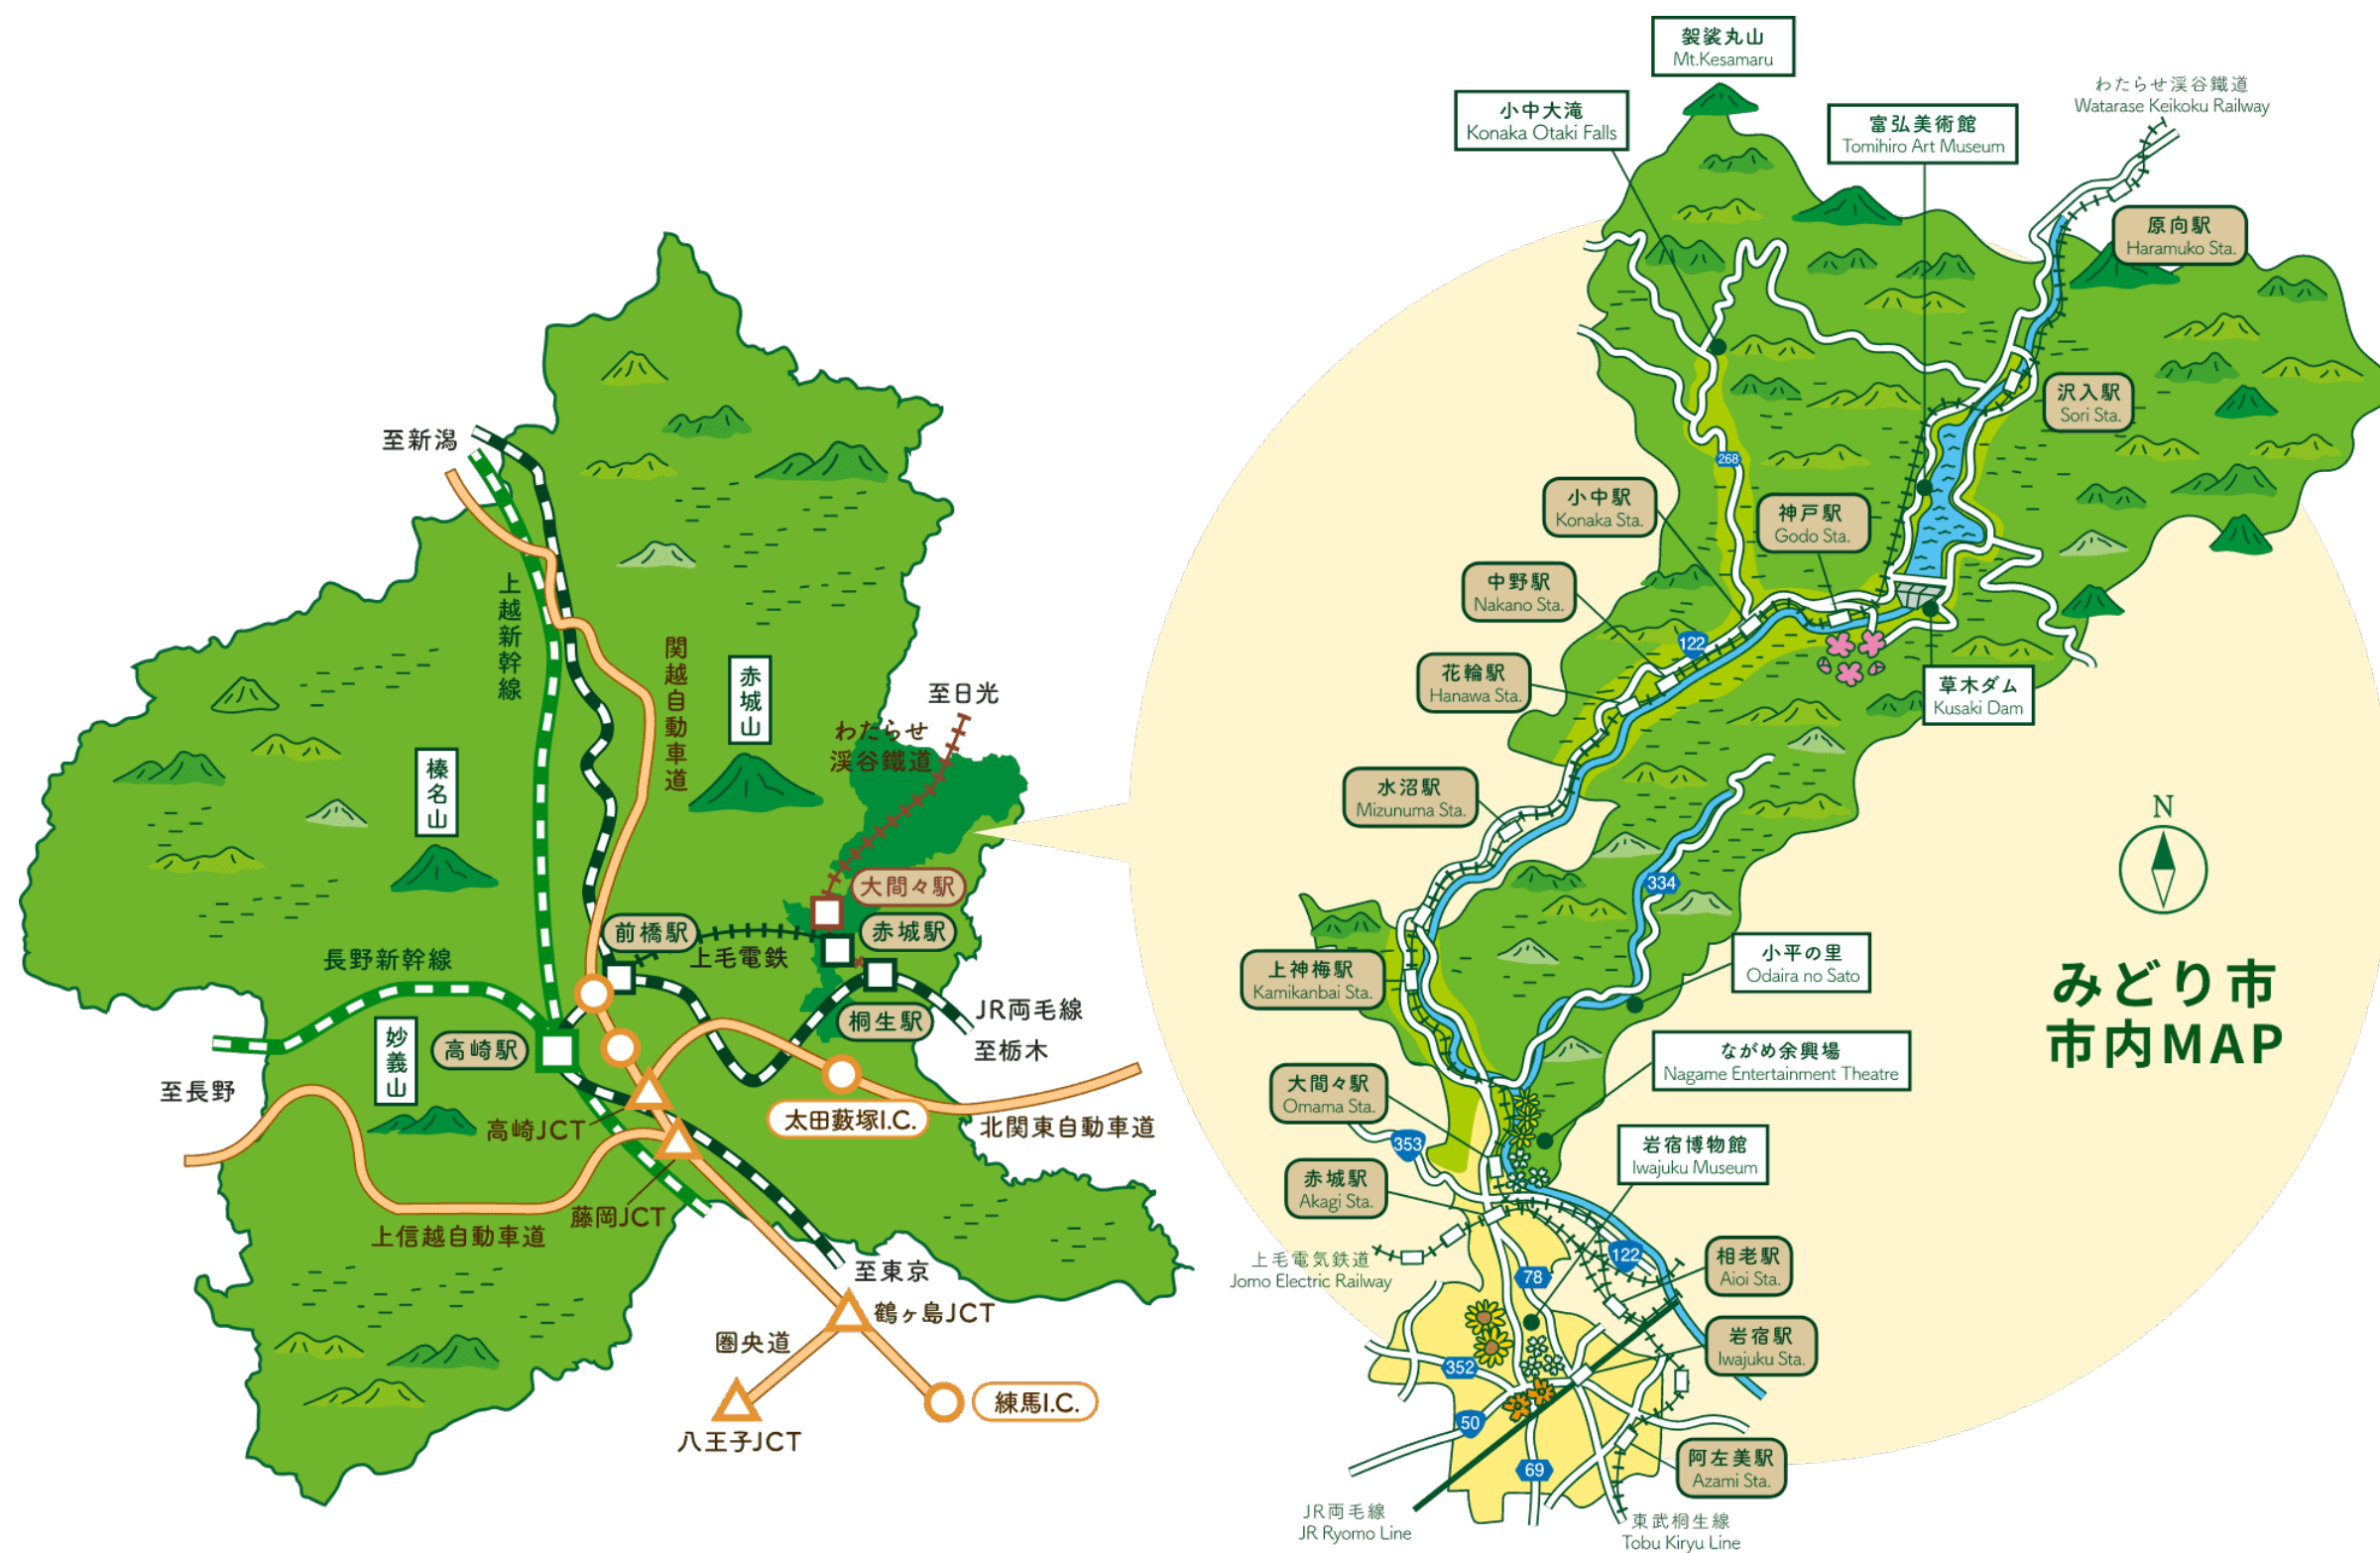 至新潟
上越新幹線
関越自動車道
赤城山
至日光
わたらせ
渓谷鐵道
榛名山
大間々駅
前橋駅
上毛電鉄
赤城駅
長野新幹線
桐生駅
JR両毛線
至栃木
妙義山
高崎駅
至長野
太田藪塚I.C.
北関東自動車道
高崎JCT
藤岡JCT
上信越自動車道
至東京
鶴ヶ島JCT
圏央道
練馬I.C.
八王子JCT
袈裟丸山
Mt.Kesamaru
小中大滝
Konaka Otaki Falls
富弘美術館
Tomihiro Art Museum
わたらせ渓谷鐵道
Watarase Keikoku Railway
原向駅
Haramuko Sta.
沢入駅
Sori Sta.
268
小中駅
Konaka Sta.
神戸駅
Godo Sta.
中野駅
Nakano Sta.
122
花輪駅
Hanawa Sta.
草木ダム
Kusaki Dam
水沼駅
Mizunuma Sta.
334
上神梅駅
Kamikanbai Sta.
小平の里
Odaira no Sato
ながめ余興場
Nagame Entertainment Theatre
大間々駅
Omama Sta.
353
岩宿博物館
Iwajuku Museum
赤城駅
Akagi Sta.
上毛電気鉄道
Jomo Electric Railway
122
相老駅
Aioi Sta.
78
岩宿駅
Iwajuku Sta.
352
50
69
阿左美駅
Azami Sta.
JR両毛線
JR Ryomo Line
東武桐生線
Tobu Kiryu Line
N
みどり市
市内MAP